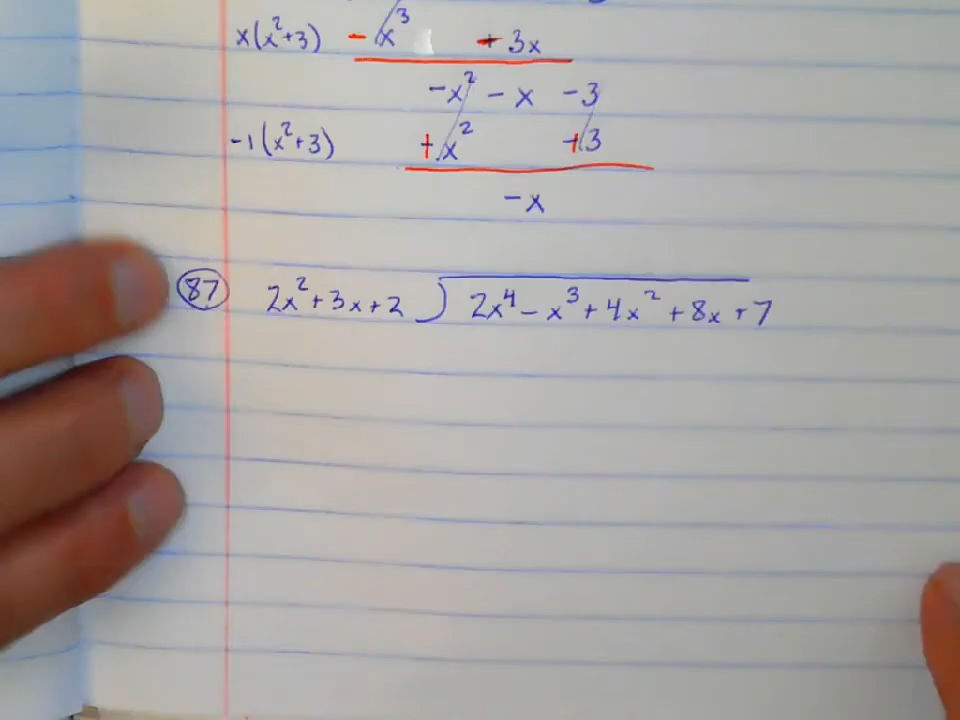 x(x²+3) - x³ + 3x
-x² - x - 3
-1(x²+3) +x² +3
-x
87 2x²+3x+2 ) 2x⁴ - x³ + 4x² + 8x + 7